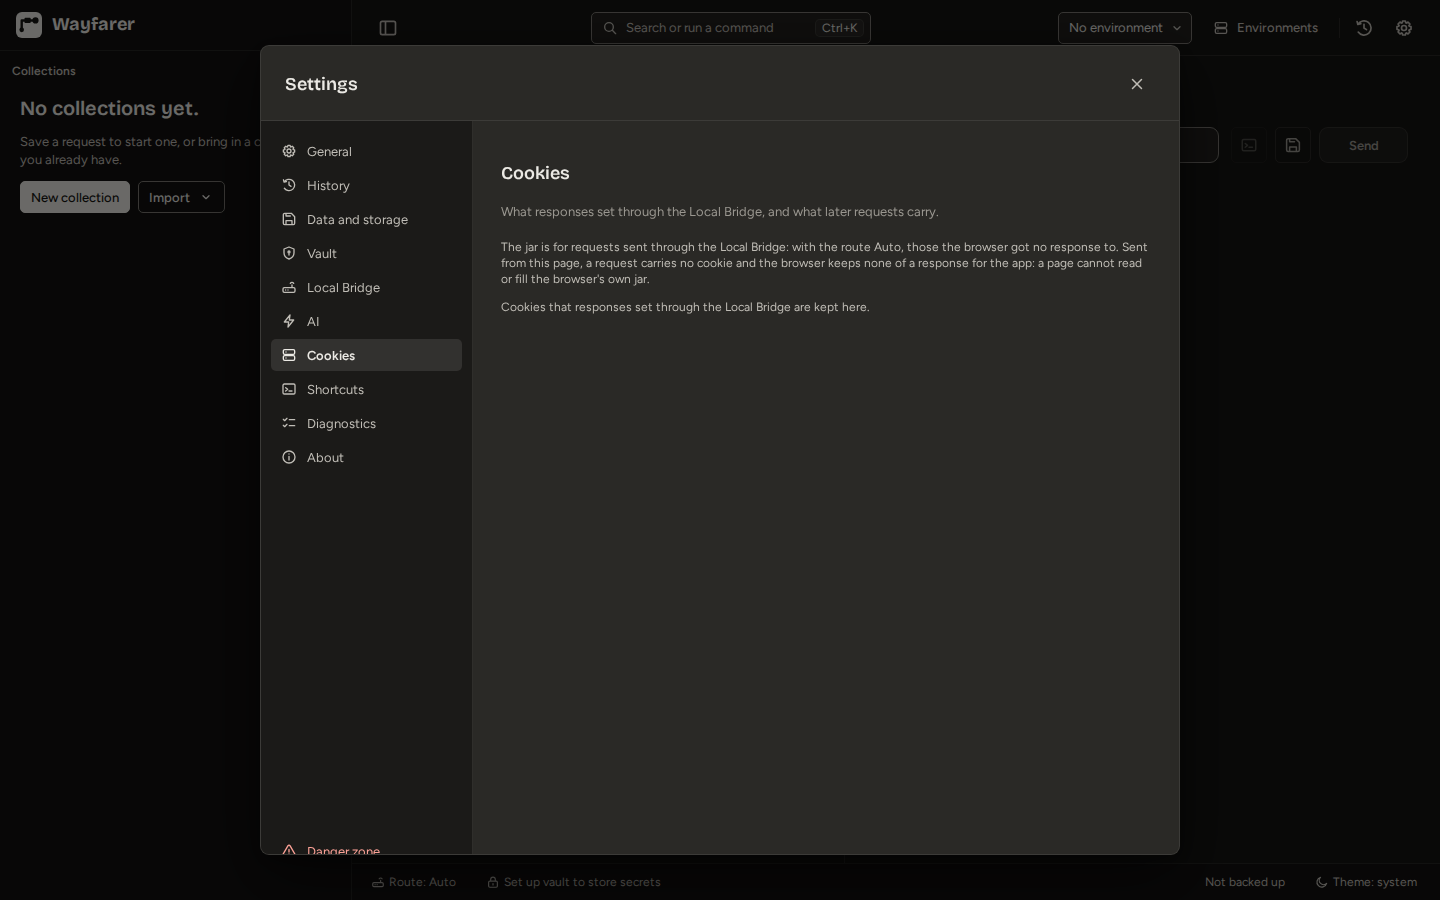 Wayfarer
Search or run a command
Ctrl+K
No environment
Environments
Collections
No collections yet.
Save a request to start one, or bring in a c
you already have.
New collection
Import
Send
Settings
General
History
Data and storage
Vault
Local Bridge
AI
Cookies
Shortcuts
Diagnostics
About
Danger zone
Cookies
What responses set through the Local Bridge, and what later requests carry.
The jar is for requests sent through the Local Bridge: with the route Auto, those the browser got no response to. Sent
from this page, a request carries no cookie and the browser keeps none of a response for the app: a page cannot read
or fill the browser's own jar.
Cookies that responses set through the Local Bridge are kept here.
Route: Auto
Set up vault to store secrets
Not backed up
Theme: system